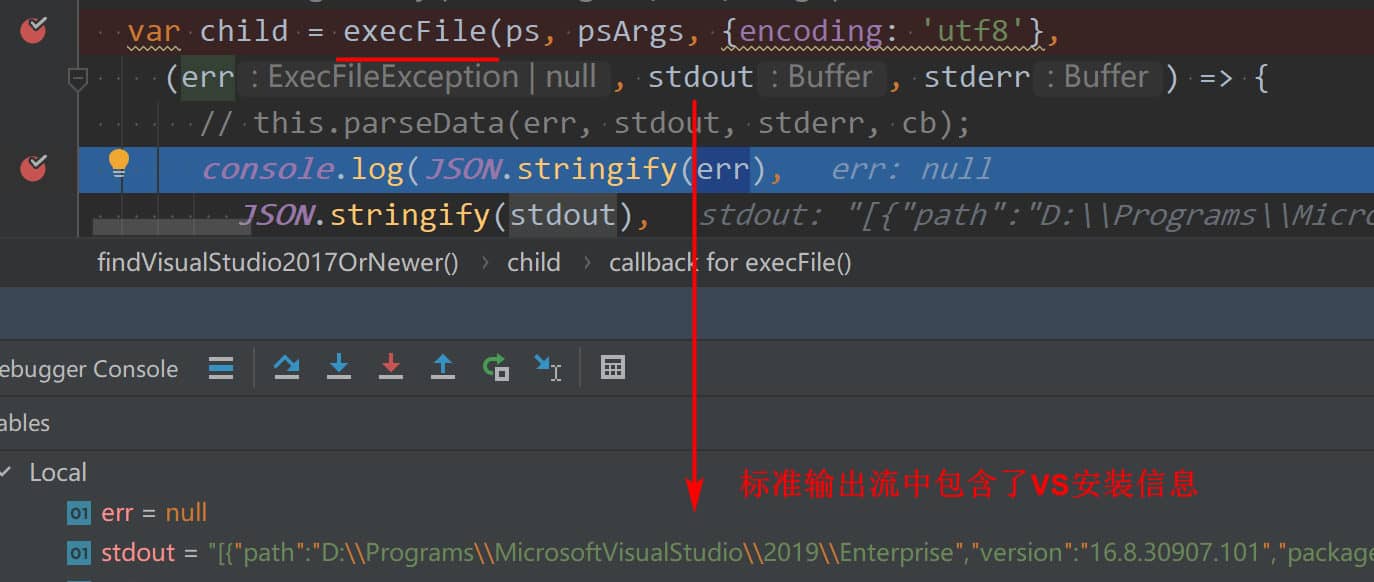 var child = execFile(ps, psArgs, {encoding: 'utf8'},
(err : ExecFileException | null , stdout : Buffer , stderr : Buffer ) => {
// this.parseData(err, stdout, stderr, cb);
console.log(JSON.stringify(err), err: null
JSON.stringify(stdout), stdout: "[{"path":"D:\\Programs\\Micro
findVisualStudio2017OrNewer() › child › callback for execFile()
ebugger Console
ables
Local
标准输出流中包含了VS安装信息
01 err = null
01 stdout = "[{"path":"D:\\Programs\\MicrosoftVisualStudio\\2019\\Enterprise","version":"16.8.30907.101","package